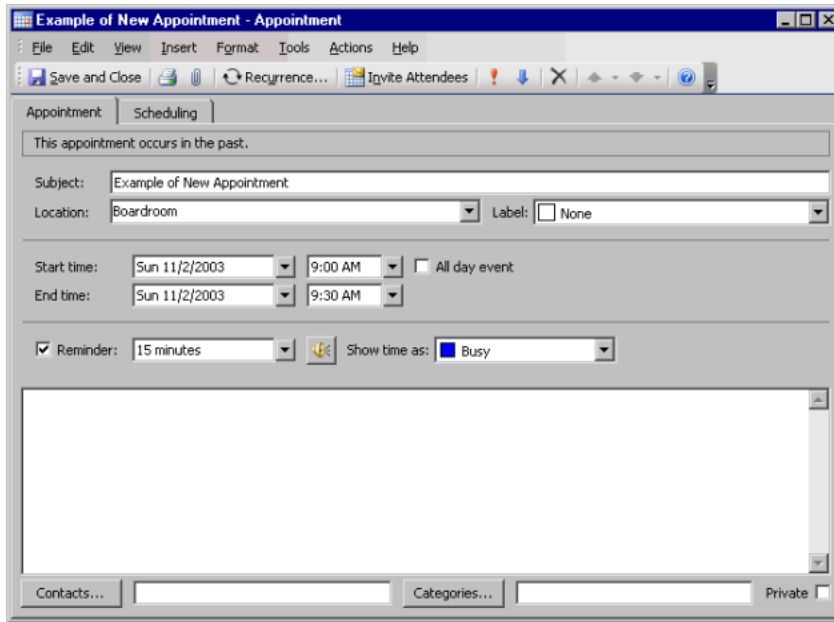 Example of New Appointment - Appointment
File Edit View Insert Format Tools Actions Help
Save and Close Recurrence... Invite Attendees
Appointment Scheduling
This appointment occurs in the past.
Subject: Example of New Appointment
Location: Boardroom Label: None
Start time: Sun 11/2/2003 9:00 AM All day event
End time: Sun 11/2/2003 9:30 AM
Reminder: 15 minutes Show time as: Busy
Contacts... Categories... Private